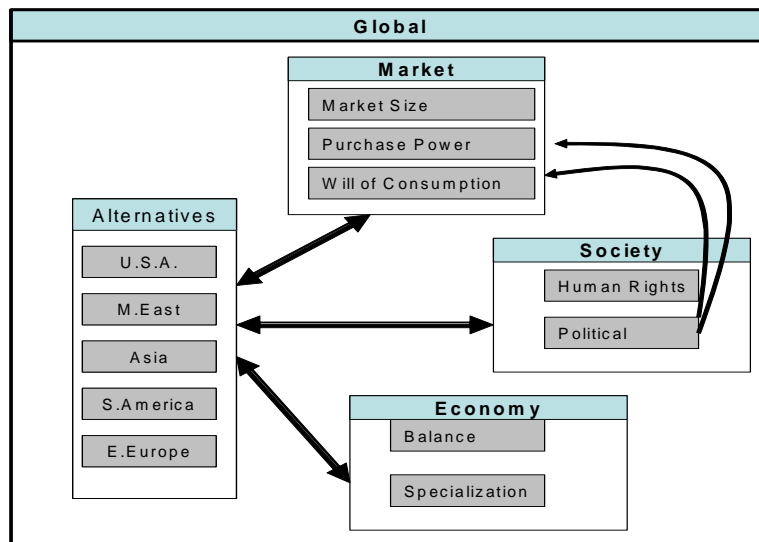 Global
Market
Market Size
Purchase Power
Will of Consumption
Alternatives
U.S.A.
M.East
Asia
S.America
E.Europe
Society
Human Rights
Political
Economy
Balance
Specialization